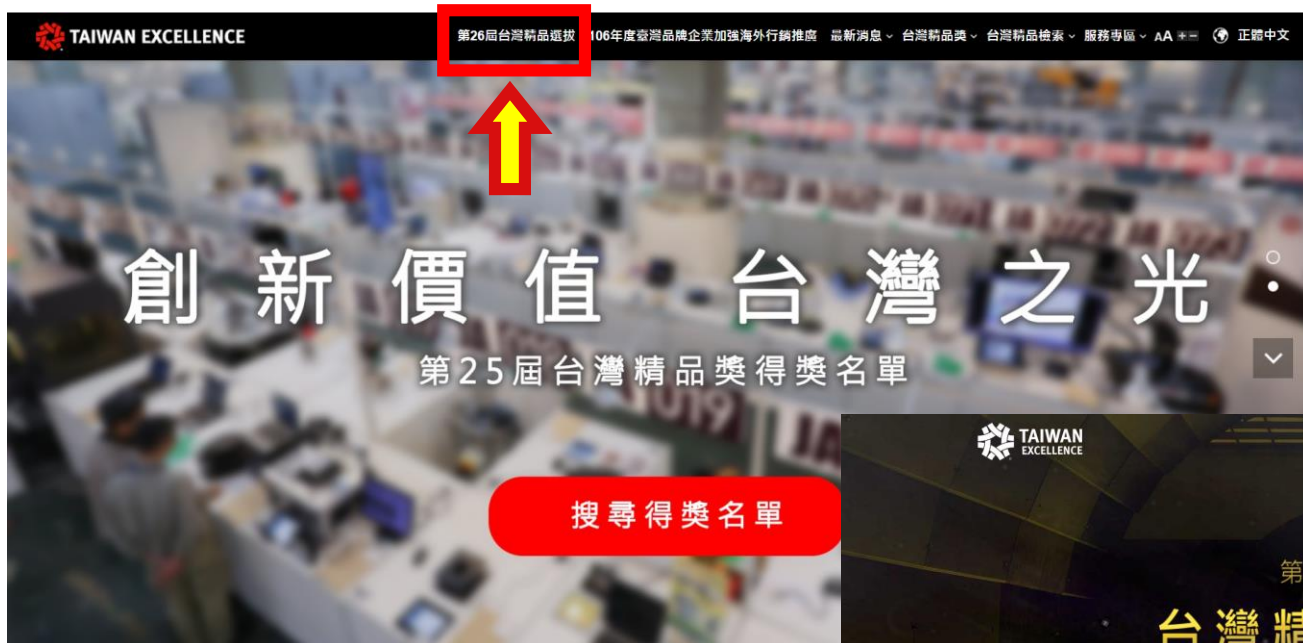 TAIWAN EXCELLENCE
第26屆台灣精品選拔 106年度臺灣品牌企業加強海外行銷推廣 最新消息 台灣精品獎 台灣精品檢索 服務專區 AA +- 正體中文
創新價值 台灣之光
第25屆台灣精品獎得獎名單
搜尋得獎名單
TAIWAN
EXCELLENCE
第
台灣精